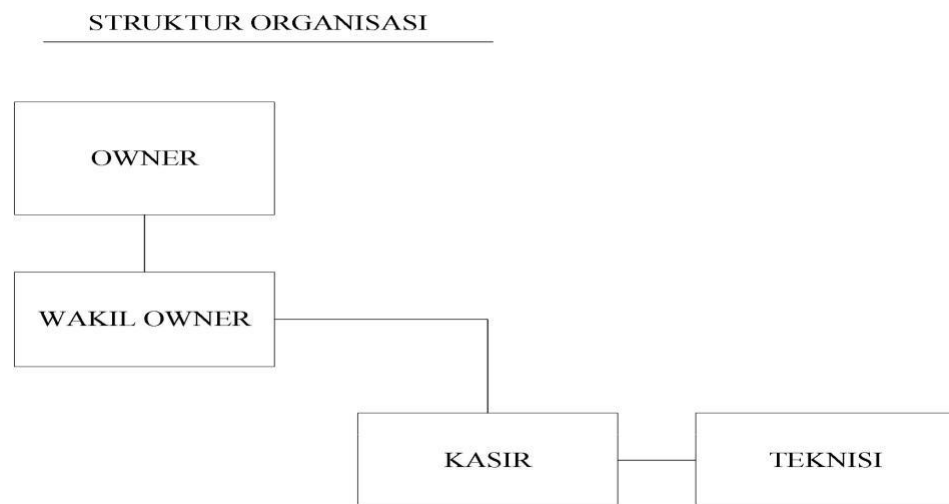 STRUKTUR ORGANISASI
OWNER
WAKIL OWNER
KASIR
TEKNISI